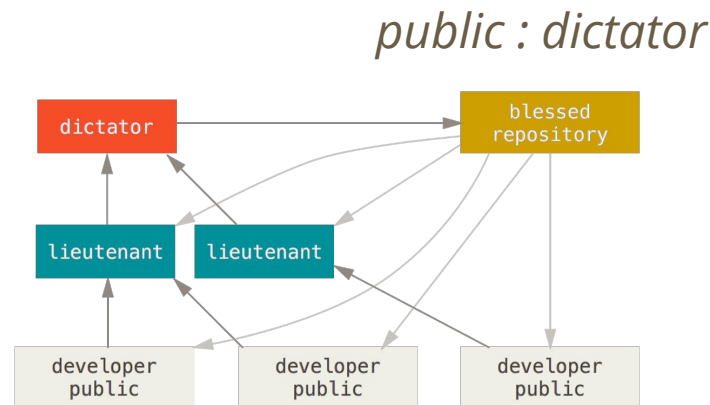 public : dictator
dictator
blessed
repository
lieutenant
lieutenant
developer
public
developer
public
developer
public